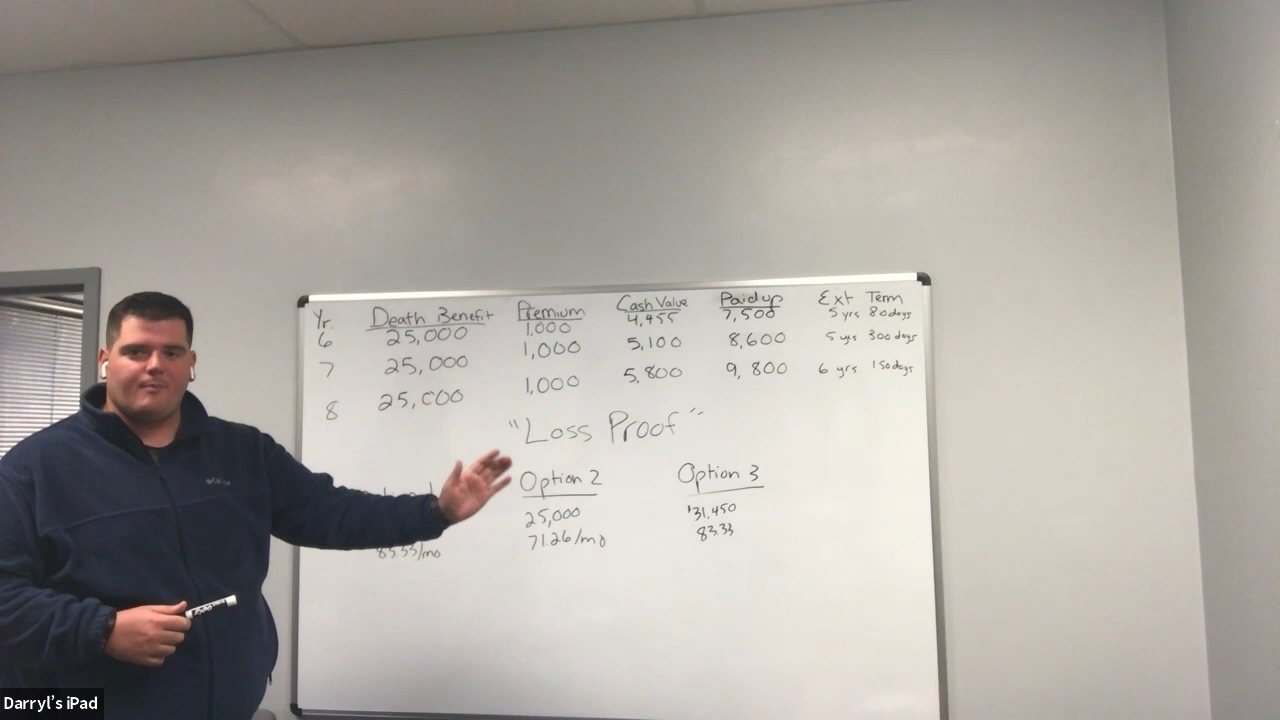 Yr. Death Benefit Premium Cash Value Paid up Ext Term
6 25,000 1,000 4,455 7,500 5 yrs 80 days
7 25,000 1,000 5,100 8,600 5 yrs 300 days
8 25,000 1,000 5,800 9,800 6 yrs 150 days
"Loss Proof"
Option 2 Option 3
25,000 $31,450
83.33/mo 71.26/mo 83.33
Darryl's iPad